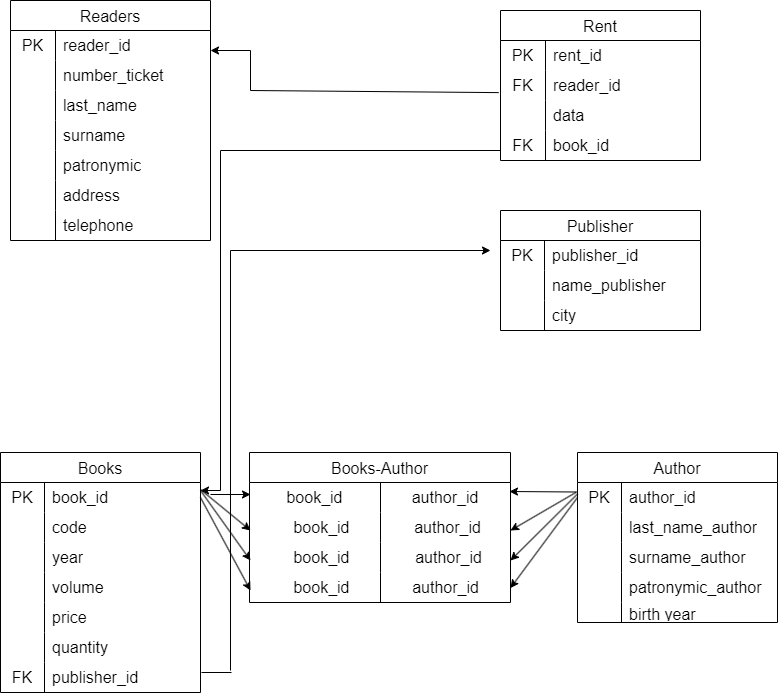 Readers
PK reader_id
number_ticket
last_name
surname
patronymic
address
telephone
Rent
PK rent_id
FK reader_id
data
FK book_id
Publisher
PK publisher_id
name_publisher
city
Books
PK book_id
code
year
volume
price
quantity
FK publisher_id
Books-Author
book_id author_id
book_id author_id
book_id author_id
book_id author_id
Author
PK author_id
last_name_author
surname_author
patronymic_author
birth year